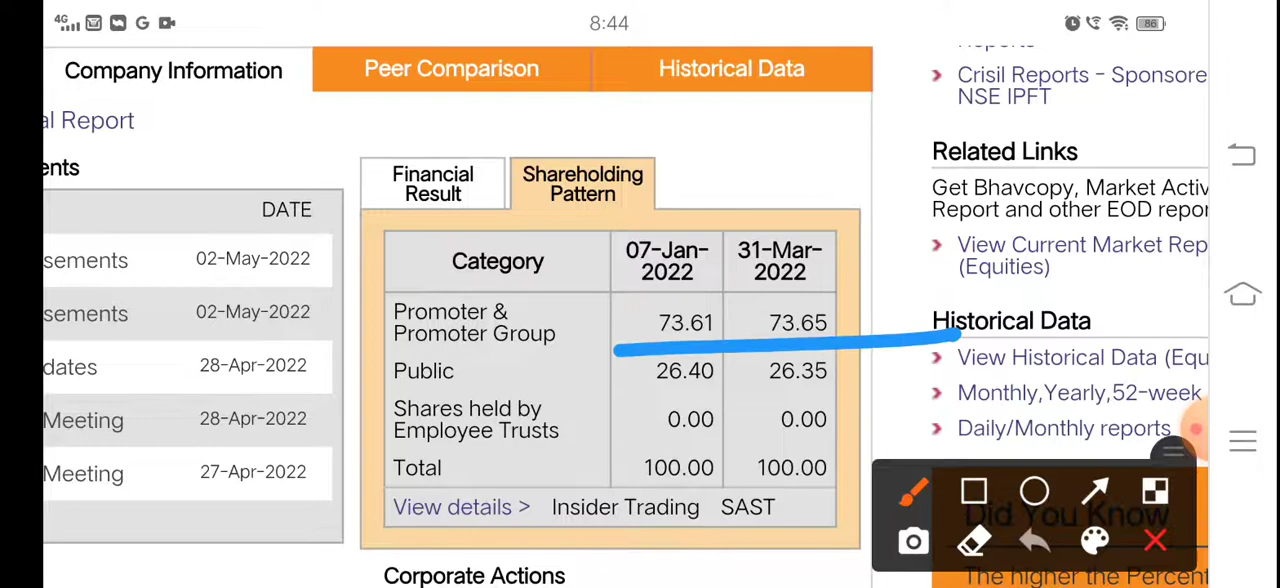 4G
8:44
86
Company Information
Peer Comparison
Historical Data
al Report
ents
DATE
sements 02-May-2022
sements 02-May-2022
dates 28-Apr-2022
Meeting 28-Apr-2022
Meeting 27-Apr-2022
Financial
Result
Shareholding
Pattern
Category 07-Jan-2022 31-Mar-2022
Promoter &
Promoter Group 73.61 73.65
Public 26.40 26.35
Shares held by
Employee Trusts 0.00 0.00
Total 100.00 100.00
View details > Insider Trading SAST
Corporate Actions
Reports
Crisil Reports - Sponsore
NSE IPFT
Related Links
Get Bhavcopy, Market Activ
Report and other EOD repor
View Current Market Rep
(Equities)
Historical Data
View Historical Data (Equ
Monthly,Yearly,52-week
Daily/Monthly reports
Did You Know
The higher the Percent